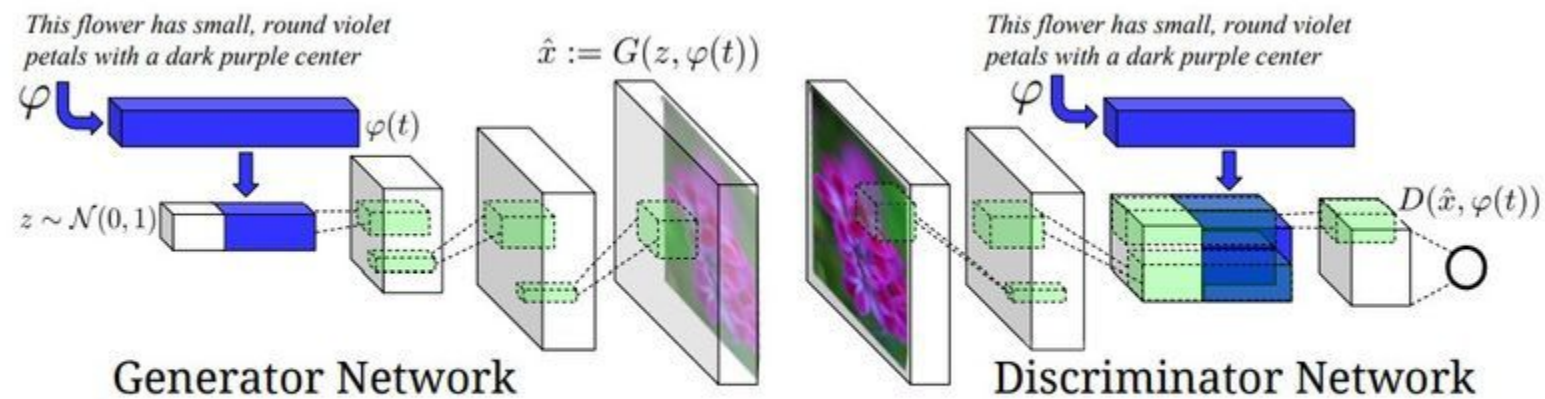 This flower has small, round violet
petals with a dark purple center
φ
φ(t)
z ∼ 𝒩(0, 1)
x̂ := G(z, φ(t))
Generator Network
This flower has small, round violet
petals with a dark purple center
φ
D(x̂, φ(t))
Discriminator Network